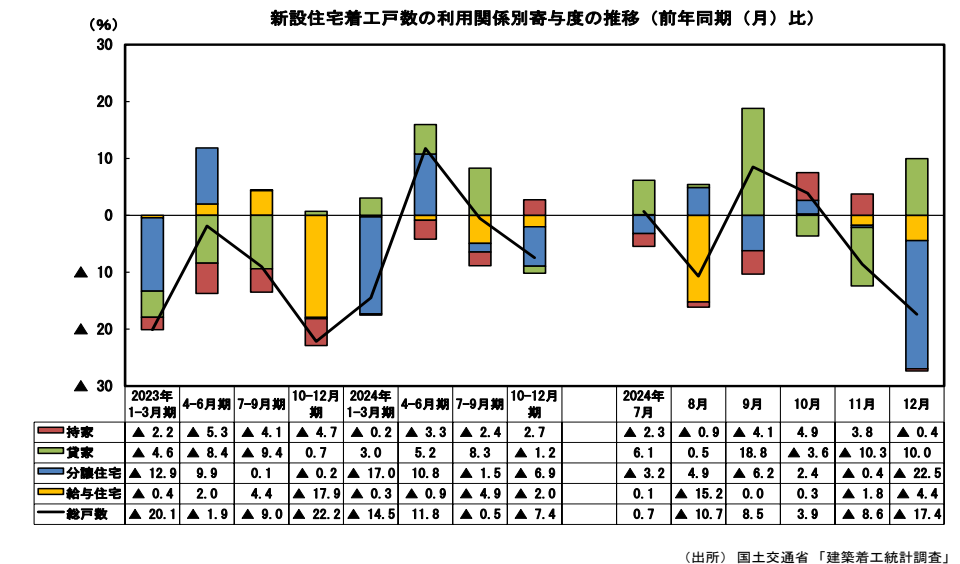 新設住宅着工戸数の利用関係別寄与度の推移（前年同期（月）比）
(％)
30
20
10
0
▲ 10
▲ 20
▲ 30
2023年 1-3月期 4-6月期 7-9月期 10-12月期 2024年 1-3月期 4-6月期 7-9月期 10-12月期 2024年 7月 8月 9月 10月 11月 12月
持家 ▲ 2.2 ▲ 5.3 ▲ 4.1 ▲ 4.7 ▲ 0.2 ▲ 3.3 ▲ 2.4 2.7 ▲ 2.3 ▲ 0.9 ▲ 4.1 4.9 3.8 ▲ 0.4
貸家 ▲ 4.6 ▲ 8.4 ▲ 9.4 0.7 3.0 5.2 8.3 ▲ 1.2 6.1 0.5 18.8 ▲ 3.6 ▲ 10.3 10.0
分譲住宅 ▲ 12.9 9.9 0.1 ▲ 0.2 ▲ 17.0 10.8 ▲ 1.5 ▲ 6.9 ▲ 3.2 4.9 ▲ 6.2 2.4 ▲ 0.4 ▲ 22.5
給与住宅 ▲ 0.4 2.0 4.4 ▲ 17.9 ▲ 0.3 ▲ 0.9 ▲ 4.9 ▲ 2.0 0.1 ▲ 15.2 0.0 0.3 ▲ 1.8 ▲ 4.4
総戸数 ▲ 20.1 ▲ 1.9 ▲ 9.0 ▲ 22.2 ▲ 14.5 11.8 ▲ 0.5 ▲ 7.4 0.7 ▲ 10.7 8.5 3.9 ▲ 8.6 ▲ 17.4
（出所） 国土交通省 「建築着工統計調査」